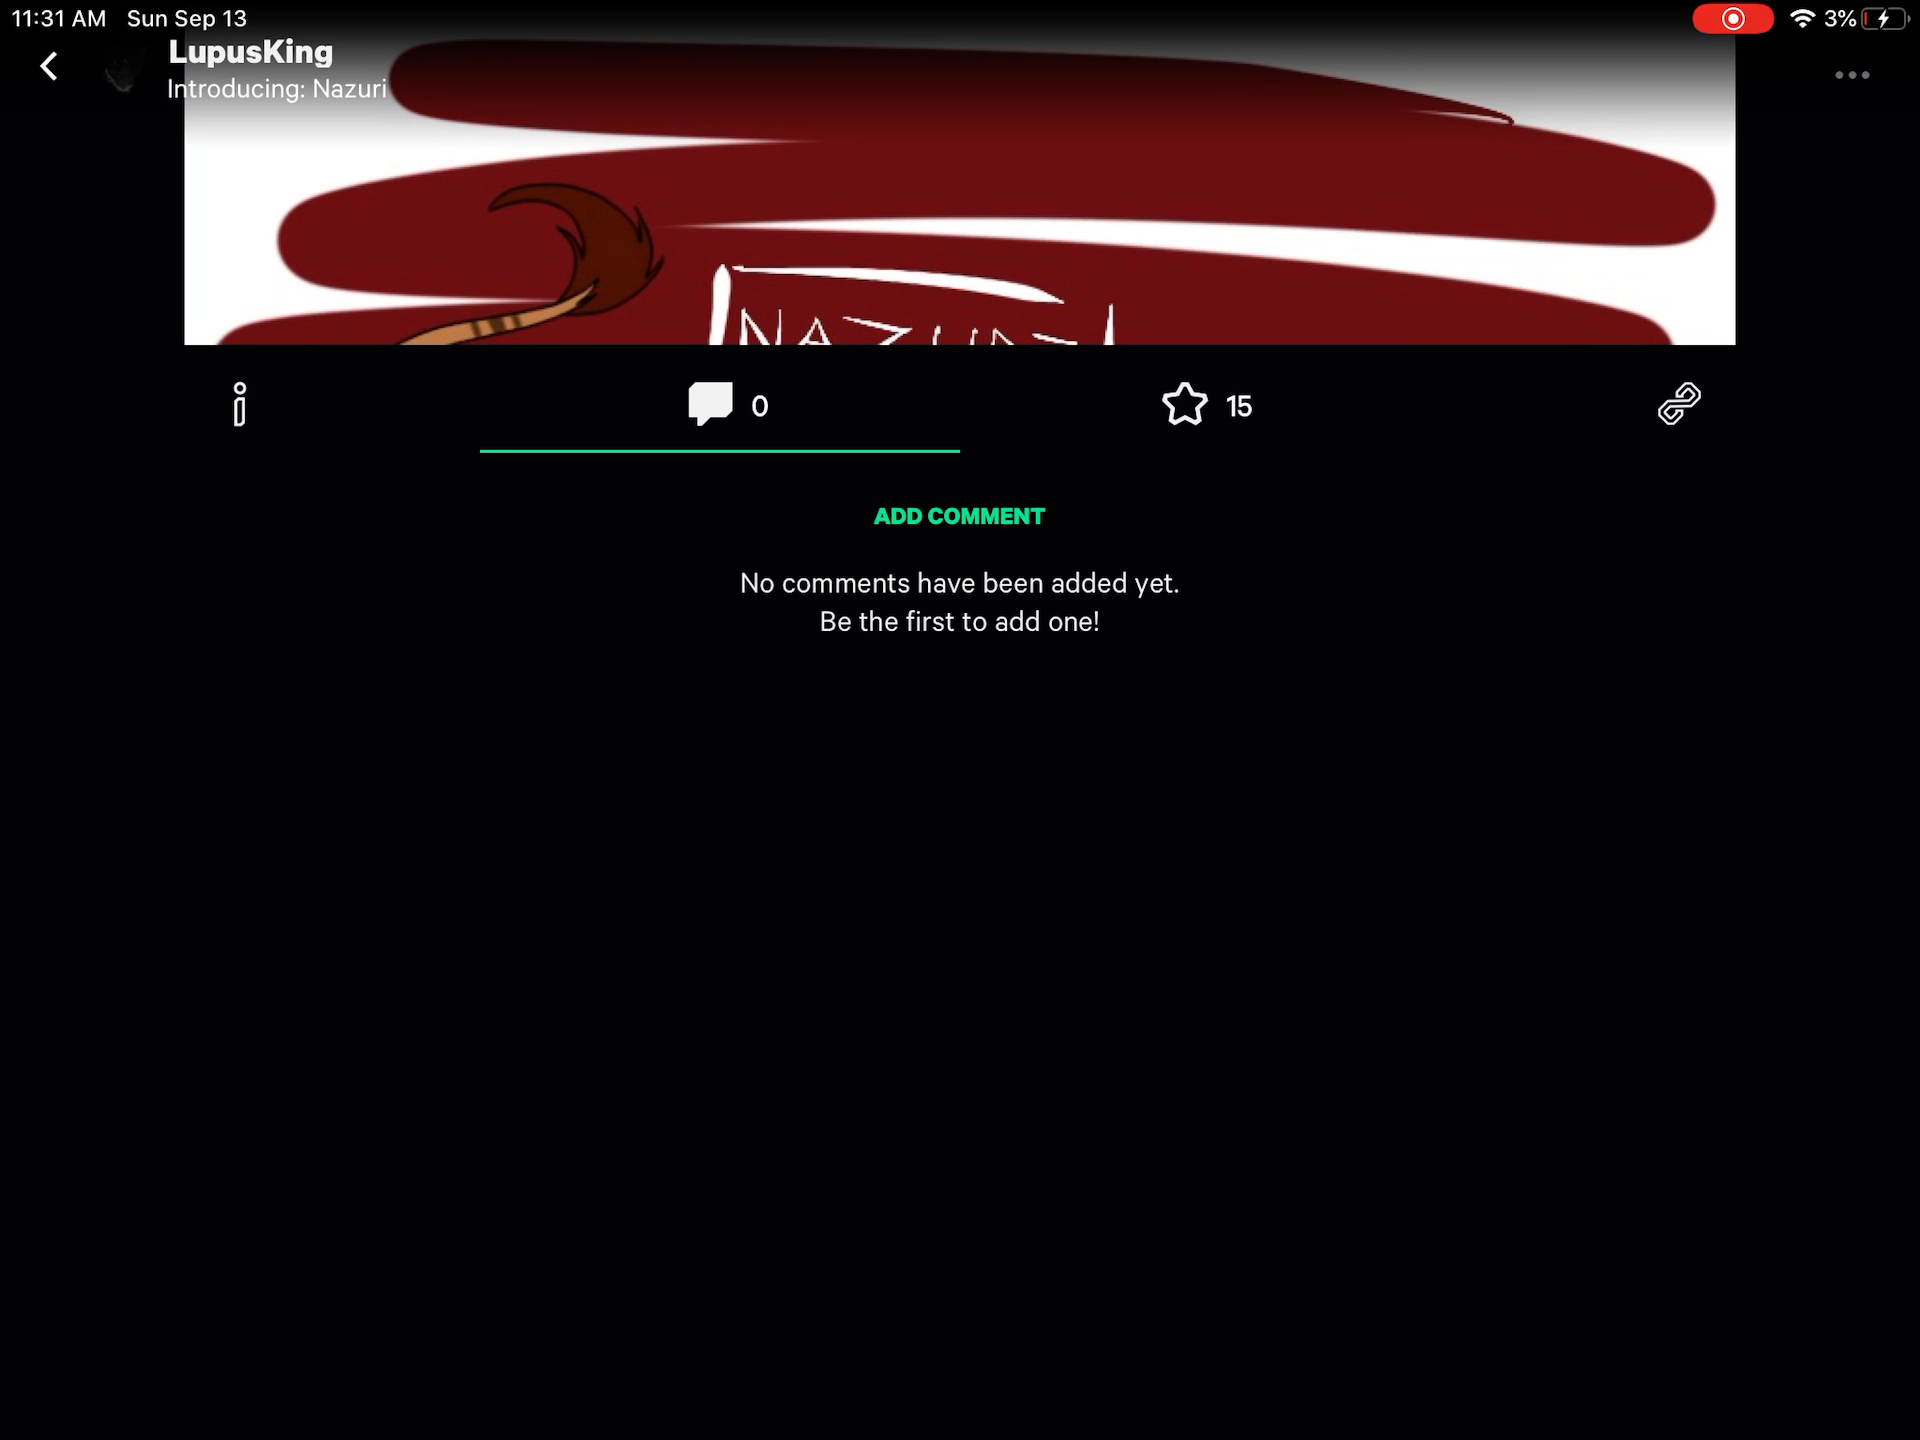 11:31 AM Sun Sep 13
3%
LupusKing
Introducing: Nazuri
0
15
ADD COMMENT
No comments have been added yet.
Be the first to add one!